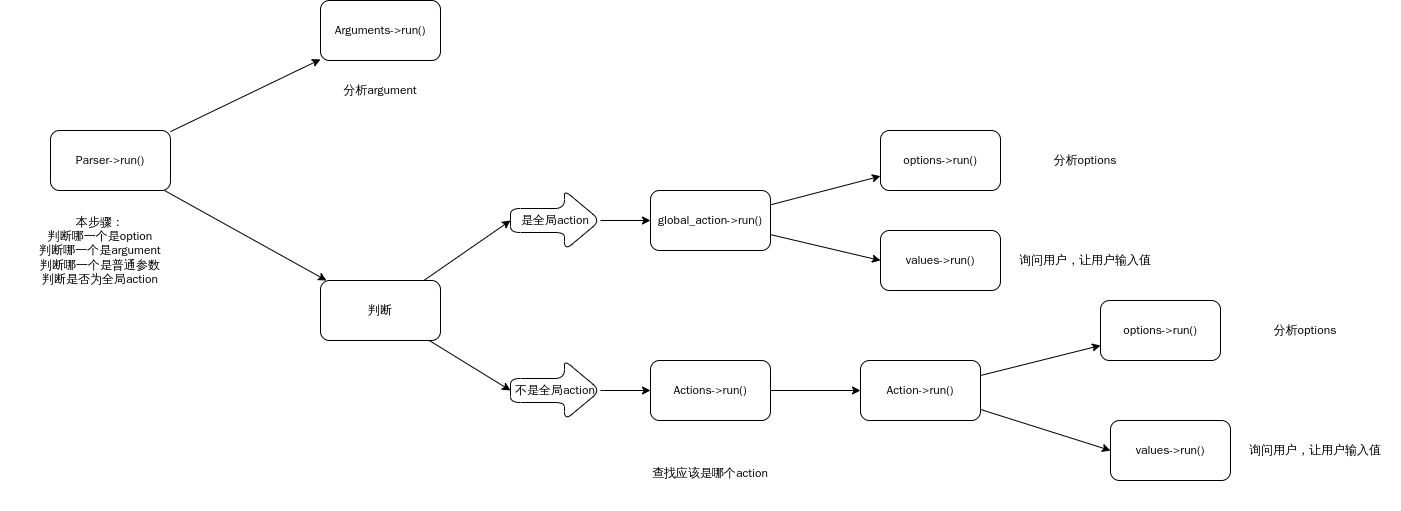 Arguments->run()
分析argument
Parser->run()
本步骤：
判断哪一个是option
判断哪一个是argument
判断哪一个是普通参数
判断是否为全局action
判断
是全局action
global_action->run()
options->run()
分析options
values->run()
询问用户，让用户输入值
不是全局action
Actions->run()
查找应该是哪个action
Action->run()
options->run()
分析options
values->run()
询问用户，让用户输入值